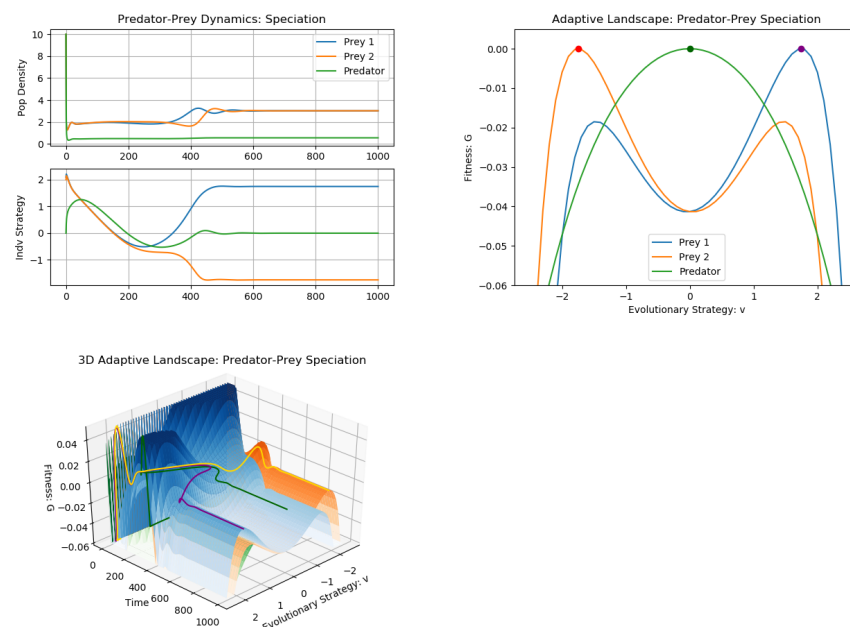 Predator-Prey Dynamics: Speciation
10
8
6
4
2
0
Pop Density
Prey 1
Prey 2
Predator
0 200 400 600 800 1000
2
1
0
−1
Indv Strategy
0 200 400 600 800 1000
Adaptive Landscape: Predator-Prey Speciation
0.00
−0.01
−0.02
−0.03
−0.04
−0.05
−0.06
Fitness: G
Prey 1
Prey 2
Predator
−2 −1 0 1 2
Evolutionary Strategy: v
3D Adaptive Landscape: Predator-Prey Speciation
0.04
0.02
0.00
−0.02
−0.04
−0.06
Fitness: G
0
200
400
600
800
1000
Time
2
1
0
−1
−2
Evolutionary Strategy: v